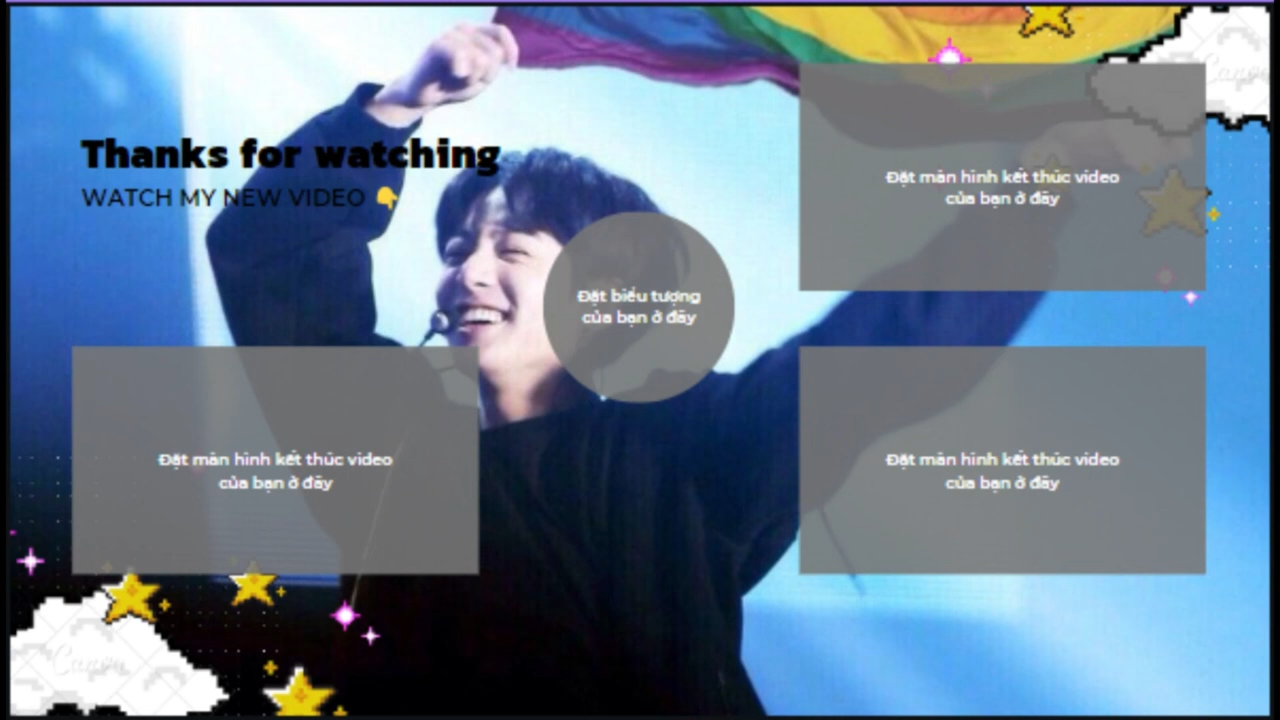 Thanks for watching
WATCH MY NEW VIDEO 👇
Đặt màn hình kết thúc video
của bạn ở đây
Đặt biểu tượng
của bạn ở đây
Đặt màn hình kết thúc video
của bạn ở đây
Đặt màn hình kết thúc video
của bạn ở đây
Canva
Canva